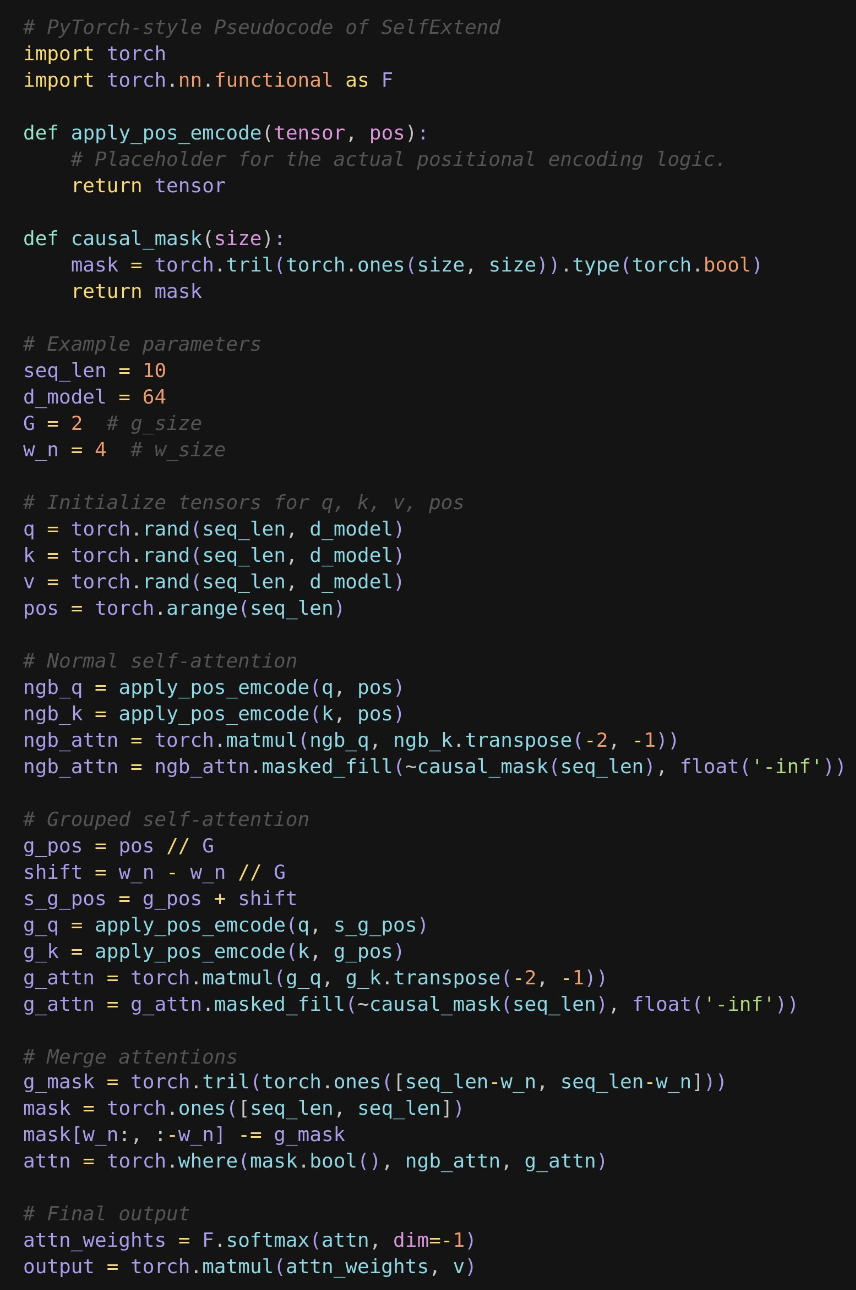 # PyTorch-style Pseudocode of SelfExtend
import torch
import torch.nn.functional as F

def apply_pos_emcode(tensor, pos):
    # Placeholder for the actual positional encoding logic.
    return tensor

def causal_mask(size):
    mask = torch.tril(torch.ones(size, size)).type(torch.bool)
    return mask

# Example parameters
seq_len = 10
d_model = 64
G = 2  # g_size
w_n = 4  # w_size

# Initialize tensors for q, k, v, pos
q = torch.rand(seq_len, d_model)
k = torch.rand(seq_len, d_model)
v = torch.rand(seq_len, d_model)
pos = torch.arange(seq_len)

# Normal self-attention
ngb_q = apply_pos_emcode(q, pos)
ngb_k = apply_pos_emcode(k, pos)
ngb_attn = torch.matmul(ngb_q, ngb_k.transpose(-2, -1))
ngb_attn = ngb_attn.masked_fill(~causal_mask(seq_len), float('-inf'))

# Grouped self-attention
g_pos = pos // G
shift = w_n - w_n // G
s_g_pos = g_pos + shift
g_q = apply_pos_emcode(q, s_g_pos)
g_k = apply_pos_emcode(k, g_pos)
g_attn = torch.matmul(g_q, g_k.transpose(-2, -1))
g_attn = g_attn.masked_fill(~causal_mask(seq_len), float('-inf'))

# Merge attentions
g_mask = torch.tril(torch.ones([seq_len-w_n, seq_len-w_n]))
mask = torch.ones([seq_len, seq_len])
mask[w_n:, :-w_n] -= g_mask
attn = torch.where(mask.bool(), ngb_attn, g_attn)

# Final output
attn_weights = F.softmax(attn, dim=-1)
output = torch.matmul(attn_weights, v)